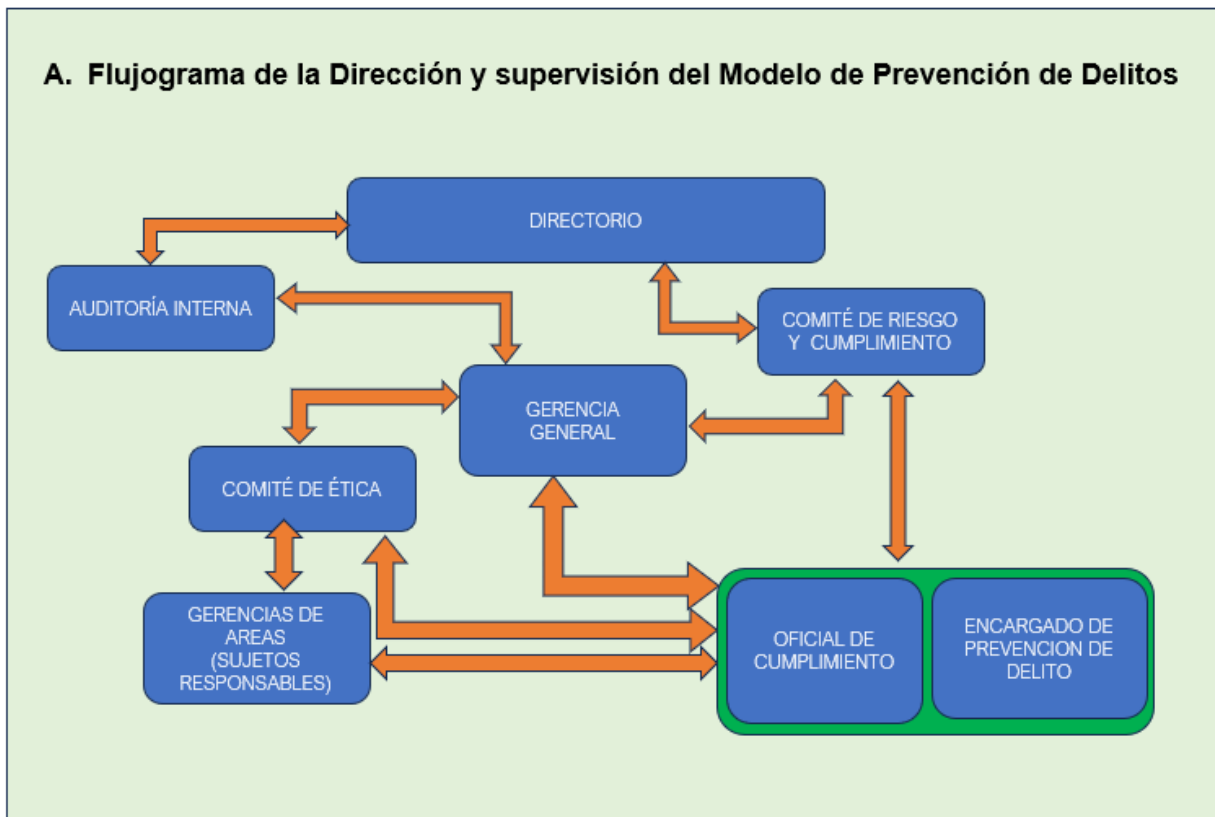 A. Flujograma de la Dirección y supervisión del Modelo de Prevención de Delitos
DIRECTORIO
AUDITORÍA INTERNA
COMITÉ DE RIESGO
Y CUMPLIMIENTO
GERENCIA
GENERAL
COMITÉ DE ÉTICA
GERENCIAS DE
AREAS
(SUJETOS
RESPONSABLES)
OFICIAL DE
CUMPLIMIENTO
ENCARGADO DE
PREVENCION DE
DELITO